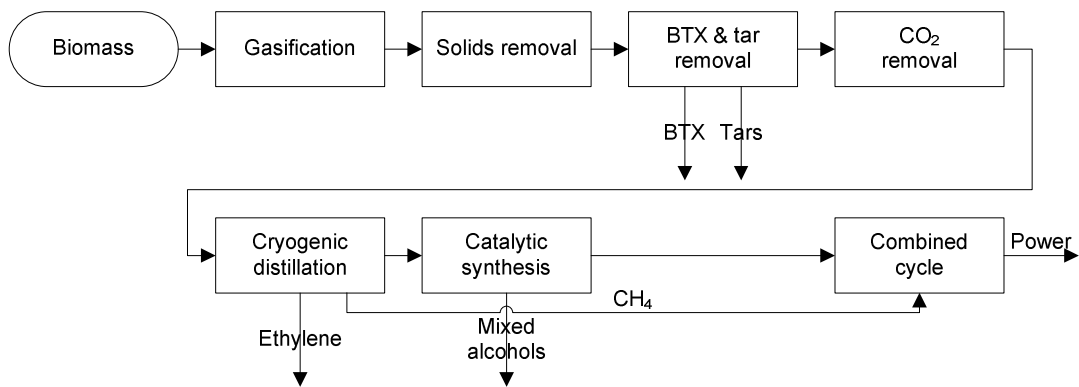 Biomass
Gasification
Solids removal
BTX & tar
removal
CO₂
removal
BTX
Tars
Cryogenic
distillation
Catalytic
synthesis
Combined
cycle
Power
CH₄
Ethylene
Mixed
alcohols